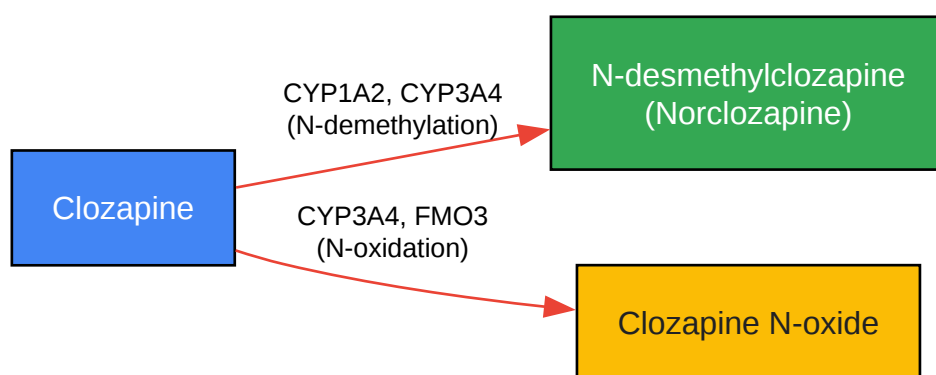 N-desmethylclozapine
(Norclozapine)
CYP1A2, CYP3A4
(N-demethylation)
Clozapine
CYP3A4, FMO3
(N-oxidation)
Clozapine N-oxide